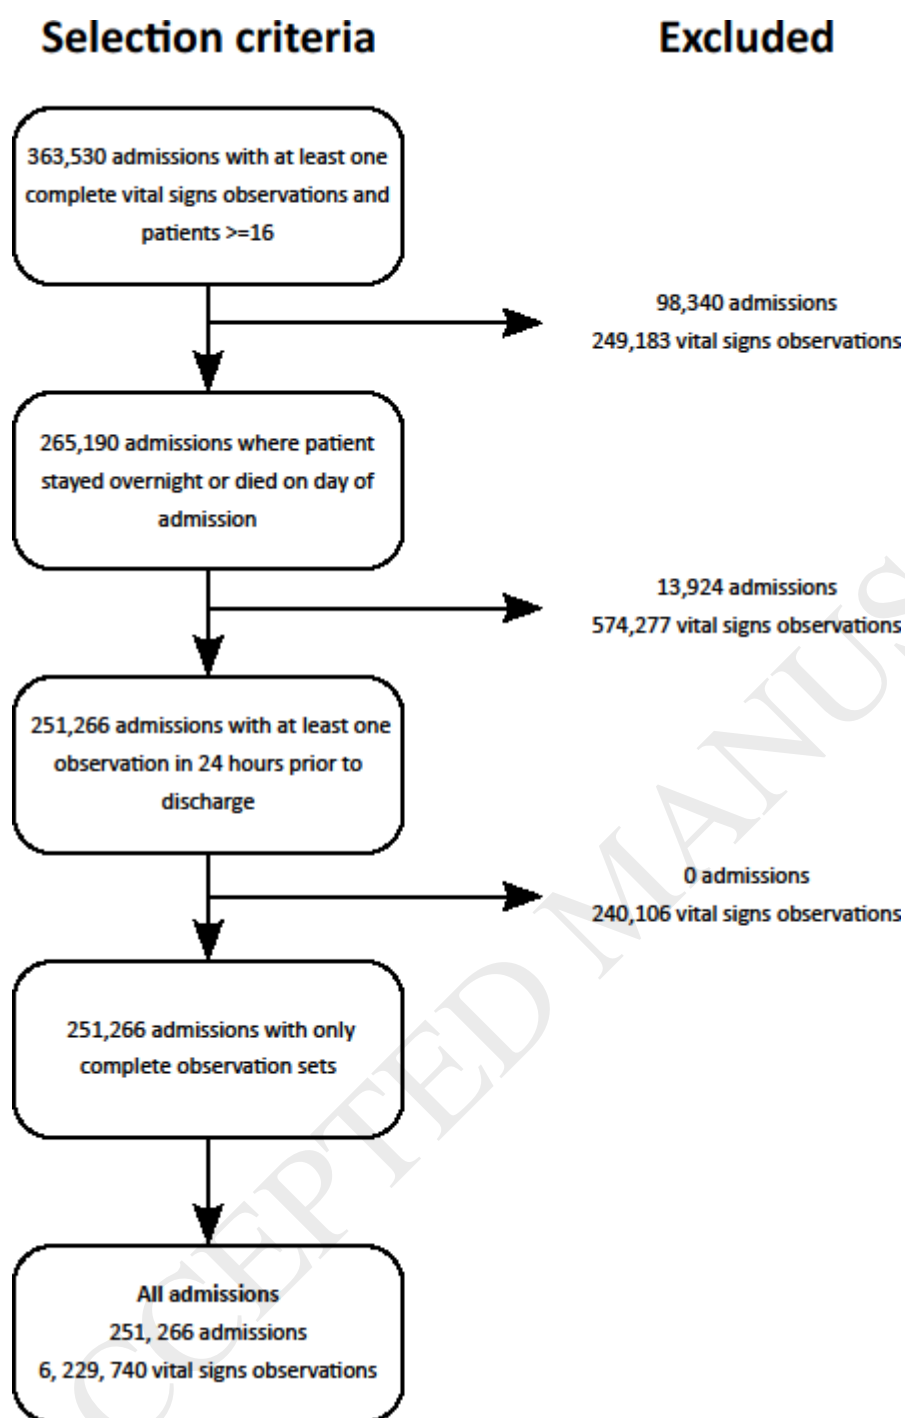 Selection criteria
Excluded
363,530 admissions with at least one
complete vital signs observations and
patients >=16
98,340 admissions
249,183 vital signs observations
265,190 admissions where patient
stayed overnight or died on day of
admission
13,924 admissions
574,277 vital signs observations
251,266 admissions with at least one
observation in 24 hours prior to
discharge
0 admissions
240,106 vital signs observations
251,266 admissions with only
complete observation sets
All admissions
251, 266 admissions
6, 229, 740 vital signs observations
CCEPTED MANUS